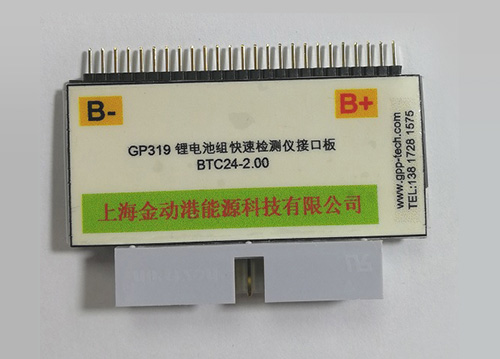 B-
B+
GP319 锂电池组快速检测仪接口板
BTC24-2.00
上海金动港能源科技有限公司
www.gpp-tech.com
TEL:138 1728 1575